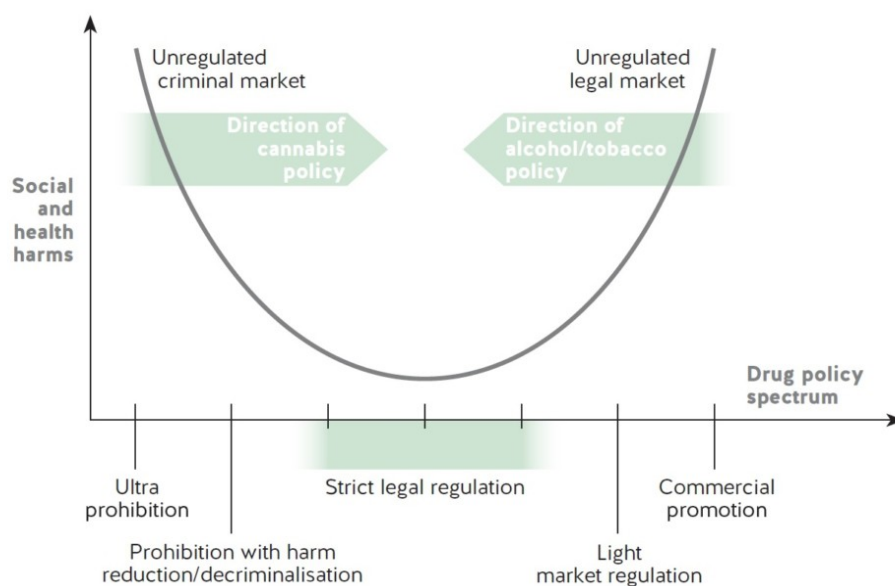 Unregulated
criminal market
Unregulated
legal market
Direction of
cannabis
policy
Direction of
alcohol/tobacco
policy
Social
and
health
harms
Drug policy
spectrum
Ultra
prohibition
Prohibition with harm
reduction/decriminalisation
Strict legal regulation
Light
market regulation
Commercial
promotion